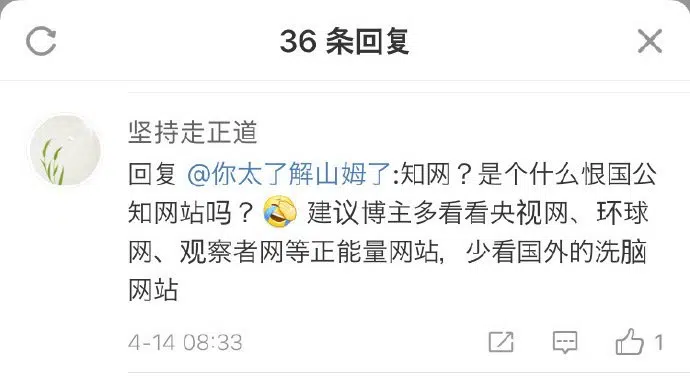 36 条回复
坚持走正道
回复 @你太了解山姆了:知网？是个什么恨国公
知网站吗？🤣 建议博主多看看央视网、环球
网、观察者网等正能量网站，少看国外的洗脑
网站
4-14 08:33
1